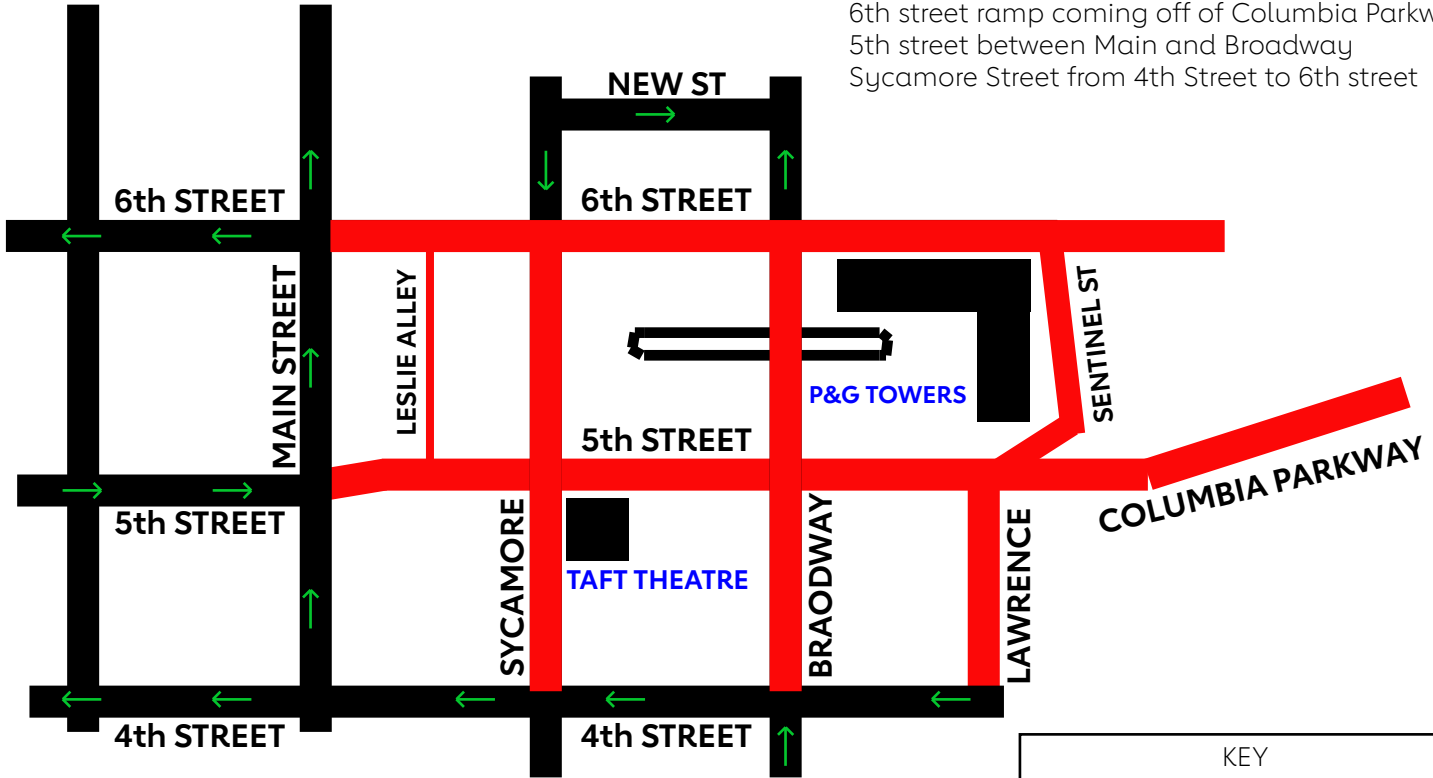 6th street ramp coming off of Columbia
5th street between Main and Broadway
Sycamore Street from 4th Street to 6th street
NEW ST
6th STREET
6th STREET
MAIN STREET
LESLIE ALLEY
SENTINEL ST
P&G TOWERS
5th STREET
COLUMBIA PARKWAY
5th STREET
SYCAMORE
BRAODWAY
LAWRENCE
TAFT THEATRE
4th STREET
4th STREET
KEY